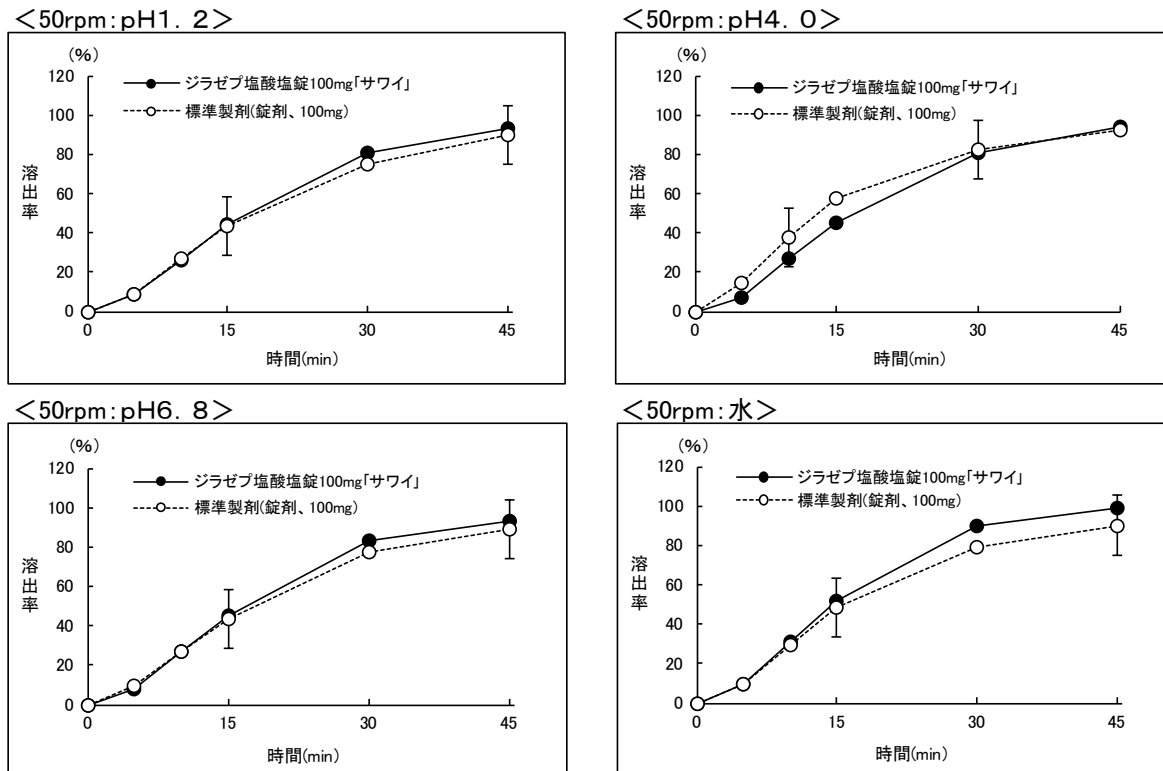 <50rpm:pH1.2>
(%)
120
100
80
60
40
20
0
溶出率
ジラゼプ塩酸塩錠100mg「サワイ」
標準製剤(錠剤、100mg)
0 15 30 45
時間(min)
<50rpm:pH4.0>
(%)
120
100
80
60
40
20
0
溶出率
ジラゼプ塩酸塩錠100mg「サワイ」
標準製剤(錠剤、100mg)
0 15 30 45
時間(min)
<50rpm:pH6.8>
(%)
120
100
80
60
40
20
0
溶出率
ジラゼプ塩酸塩錠100mg「サワイ」
標準製剤(錠剤、100mg)
0 15 30 45
時間(min)
<50rpm:水>
(%)
120
100
80
60
40
20
0
溶出率
ジラゼプ塩酸塩錠100mg「サワイ」
標準製剤(錠剤、100mg)
0 15 30 45
時間(min)